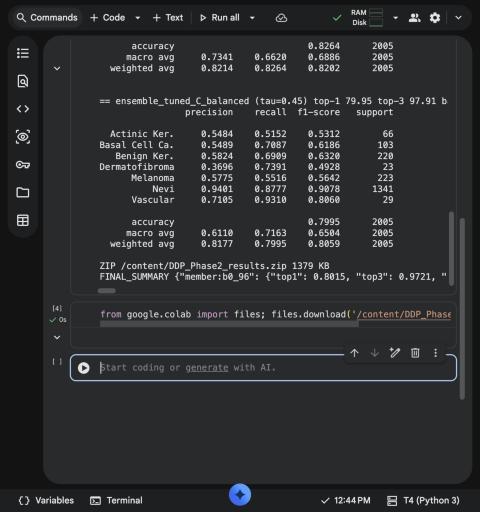 Commands + Code + Text Run all RAM Disk
accuracy 0.8264 2005
macro avg 0.7341 0.6620 0.6886 2005
weighted avg 0.8214 0.8264 0.8202 2005
== ensemble_tuned_C_balanced (tau=0.45) top-1 79.95 top-3 97.91 b
precision recall f1-score support
Actinic Ker. 0.5484 0.5152 0.5312 66
Basal Cell Ca. 0.5489 0.7087 0.6186 103
Benign Ker. 0.5824 0.6909 0.6320 220
Dermatofibroma 0.3696 0.7391 0.4928 23
Melanoma 0.5775 0.5516 0.5642 223
Nevi 0.9401 0.8777 0.9078 1341
Vascular 0.7105 0.9310 0.8060 29
accuracy 0.7995 2005
macro avg 0.6110 0.7163 0.6504 2005
weighted avg 0.8177 0.7995 0.8059 2005
ZIP /content/DDP_Phase2_results.zip 1379 KB
FINAL_SUMMARY {"member:b0_96": {"top1": 0.8015, "top3": 0.9721, "
[4]
0s
from google.colab import files; files.download('/content/DDP_Phase
[ ]
Start coding or generate with AI.
{} Variables Terminal 12:44 PM T4 (Python 3)